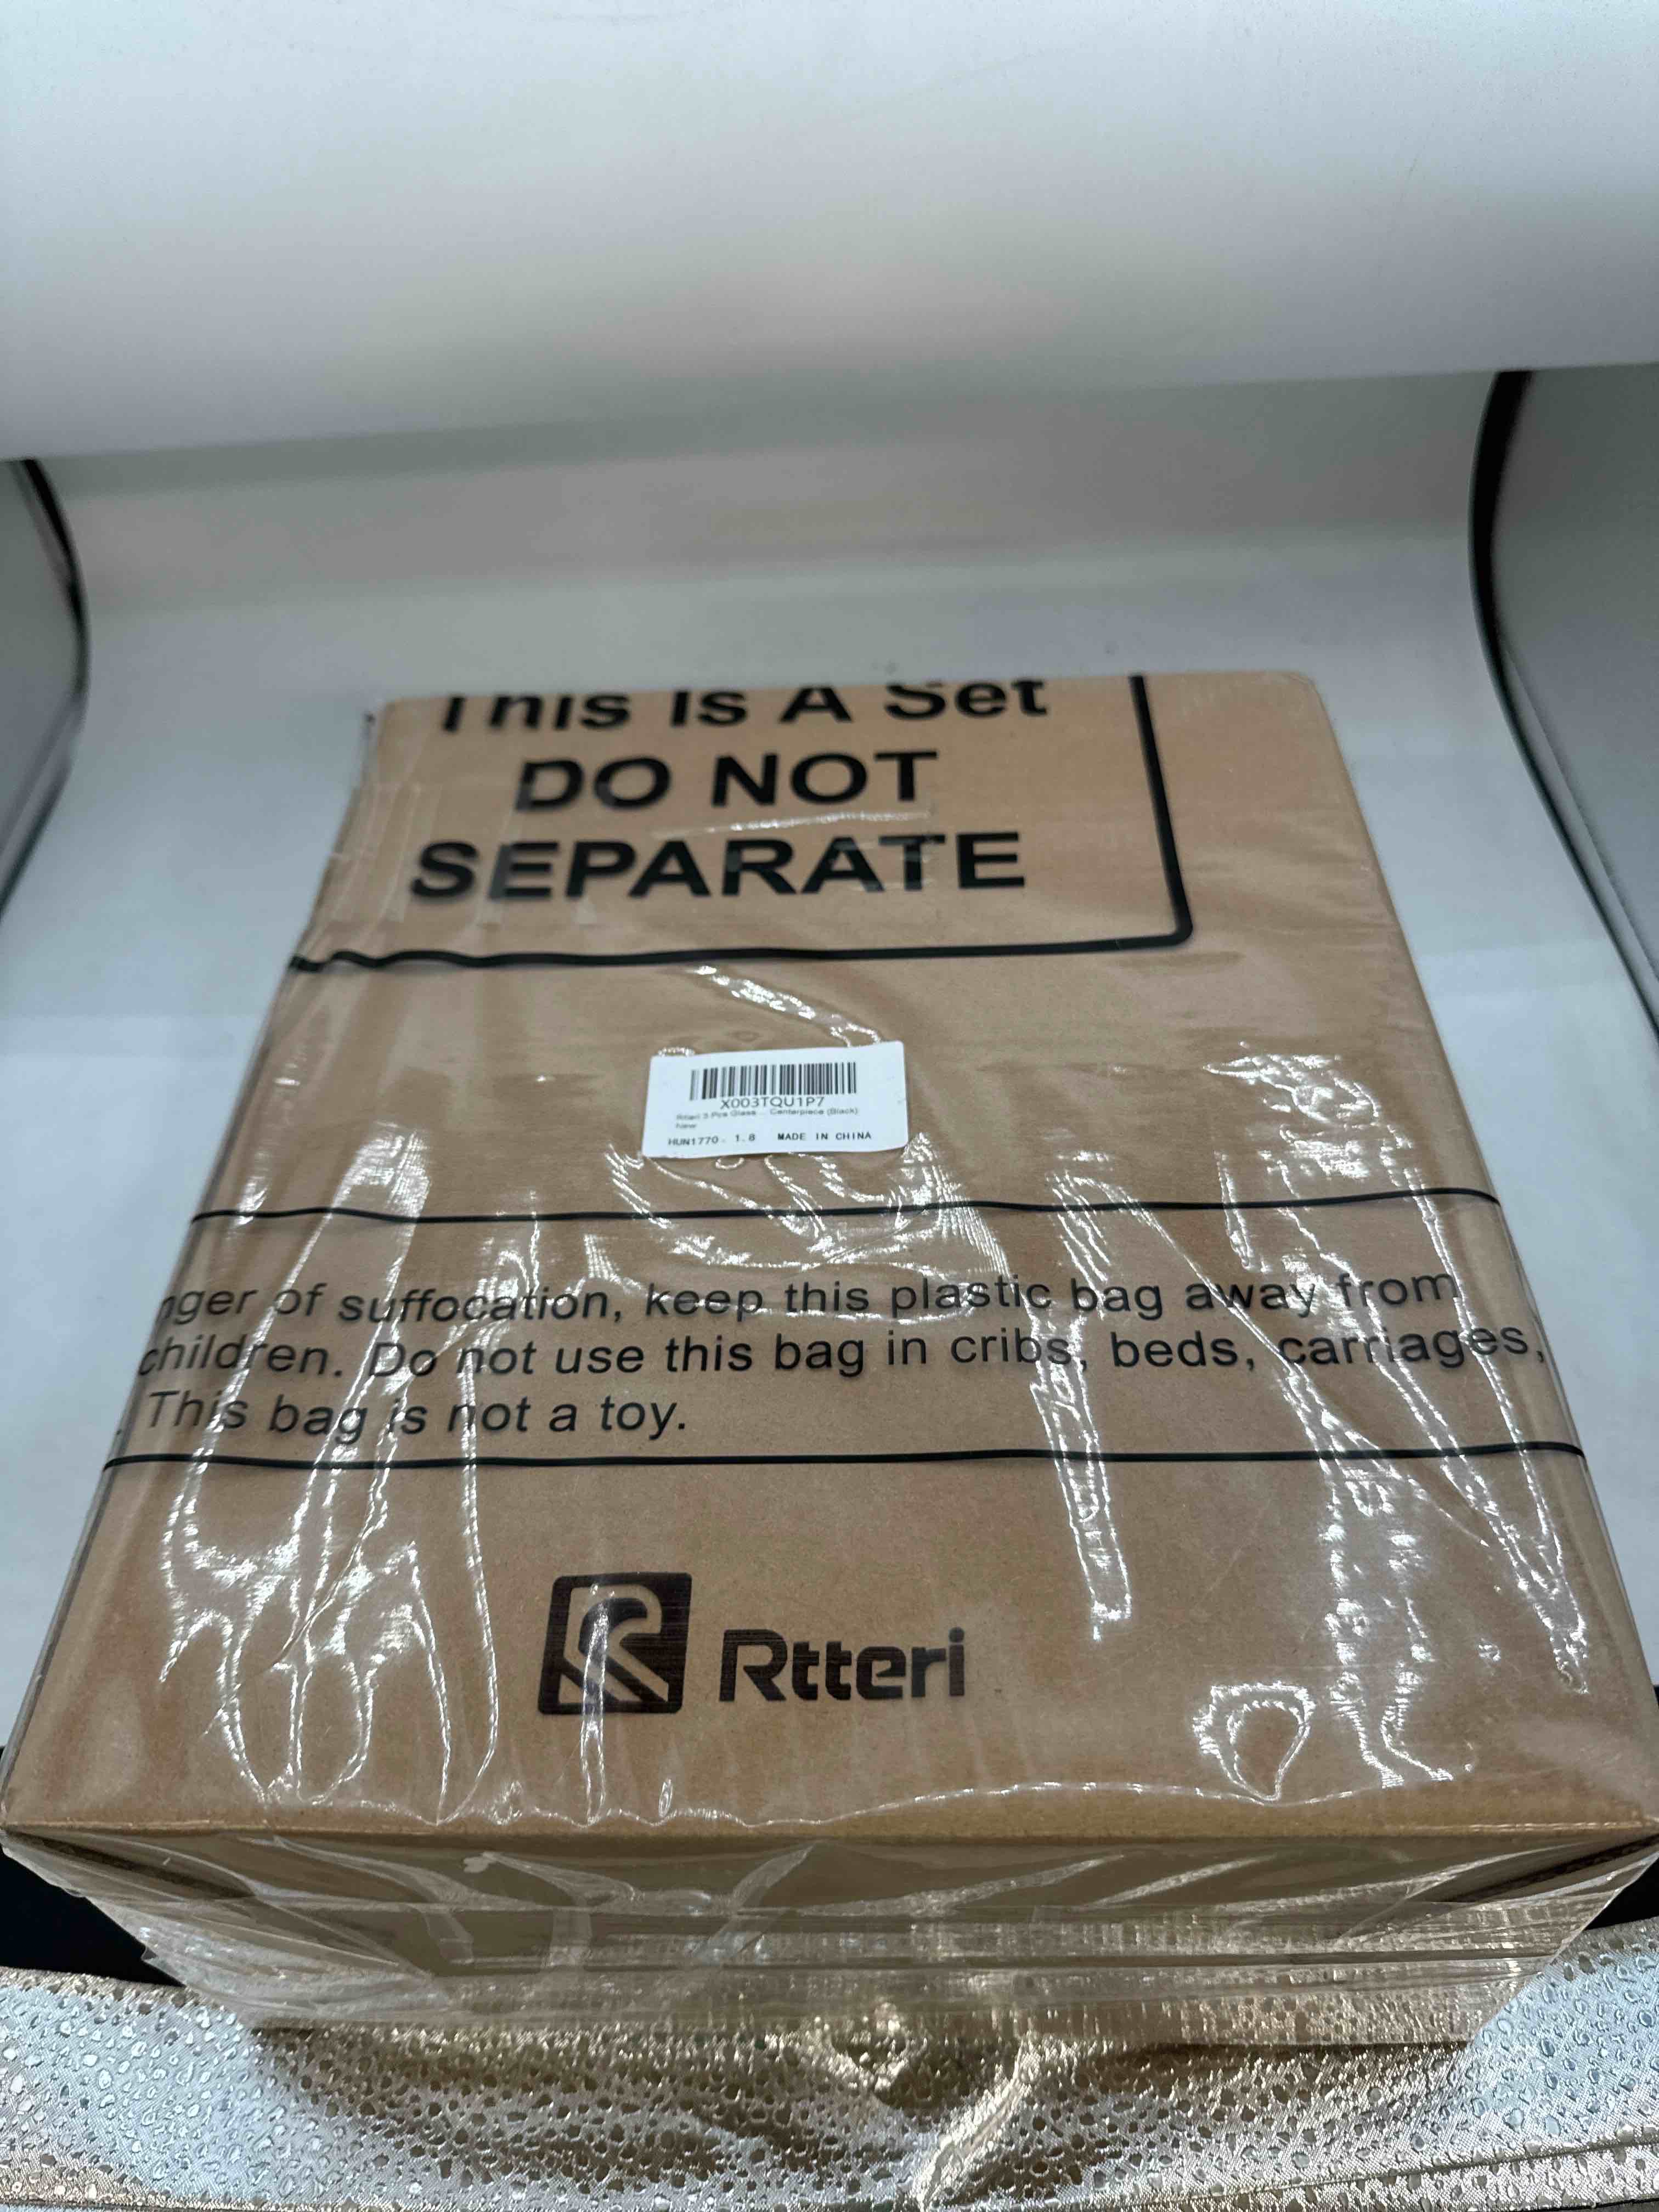 This Is A Set
DO NOT
SEPARATE
X003TQU1P7
Rtteri 3 Pcs Glass ... Centerpiece (Black)
New
HUN1770- 1.8 MADE IN CHINA
nger of suffocation, keep this plastic bag away from
children. Do not use this bag in cribs, beds, carriages,
This bag is not a toy.
Rtteri